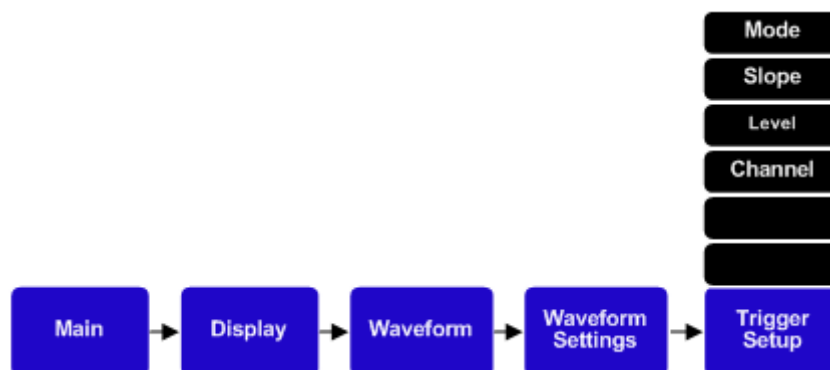 Mode
Slope
Level
Channel
Main
Display
Waveform
Waveform
Settings
Trigger
Setup